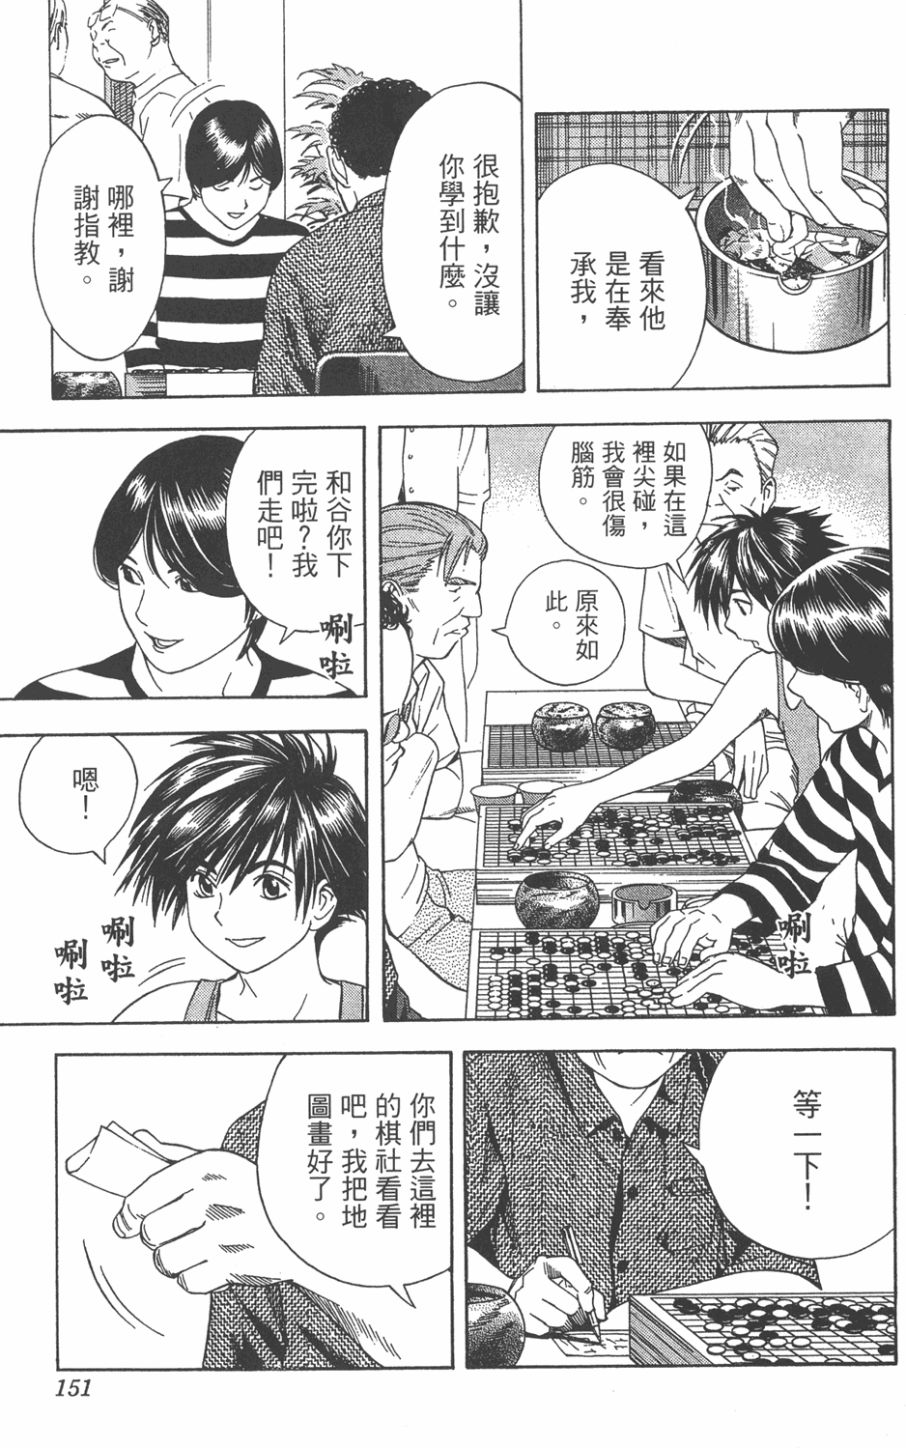 看來他
是在奉
承我，
很抱歉，沒讓
你學到什麼。
哪裡，謝
謝指教。
如果在這
裡尖碰，
我會很傷
腦筋。
原來如
此。
唰啦
和谷你下
完啦？我
們走吧！
唰啦
嗯！
唰啦
唰啦
等一下！
你們去這裡
的棋社看看
吧，我把地
圖畫好了。
151